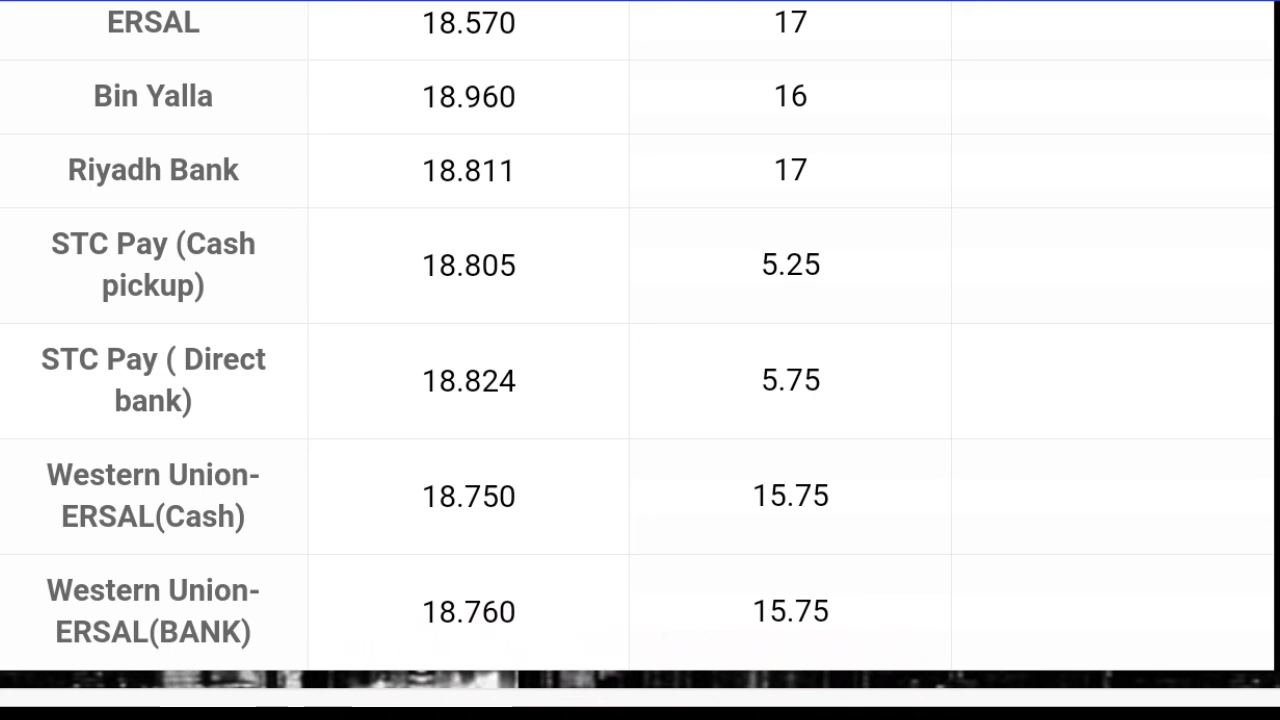 ERSAL 18.570 17
Bin Yalla 18.960 16
Riyadh Bank 18.811 17
STC Pay (Cash
pickup) 18.805 5.25
STC Pay ( Direct
bank) 18.824 5.75
Western Union-
ERSAL(Cash) 18.750 15.75
Western Union-
ERSAL(BANK) 18.760 15.75